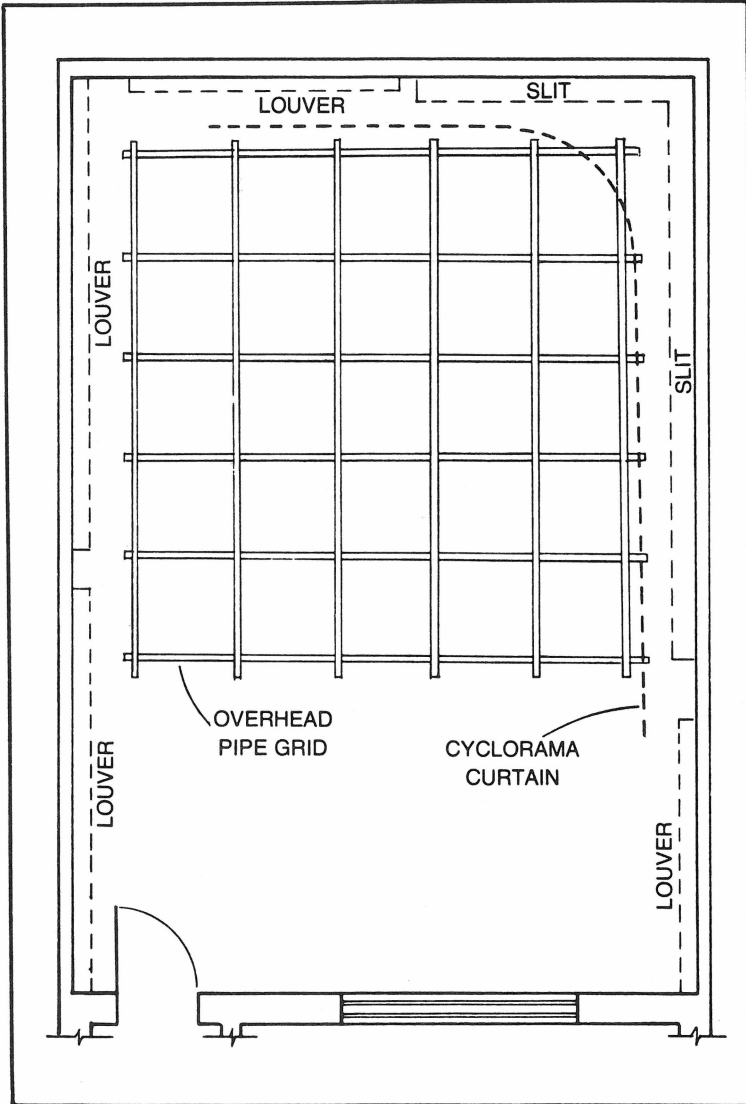 LOUVER
SLIT
LOUVER
SLIT
OVERHEAD
PIPE GRID
CYCLORAMA
CURTAIN
LOUVER
LOUVER